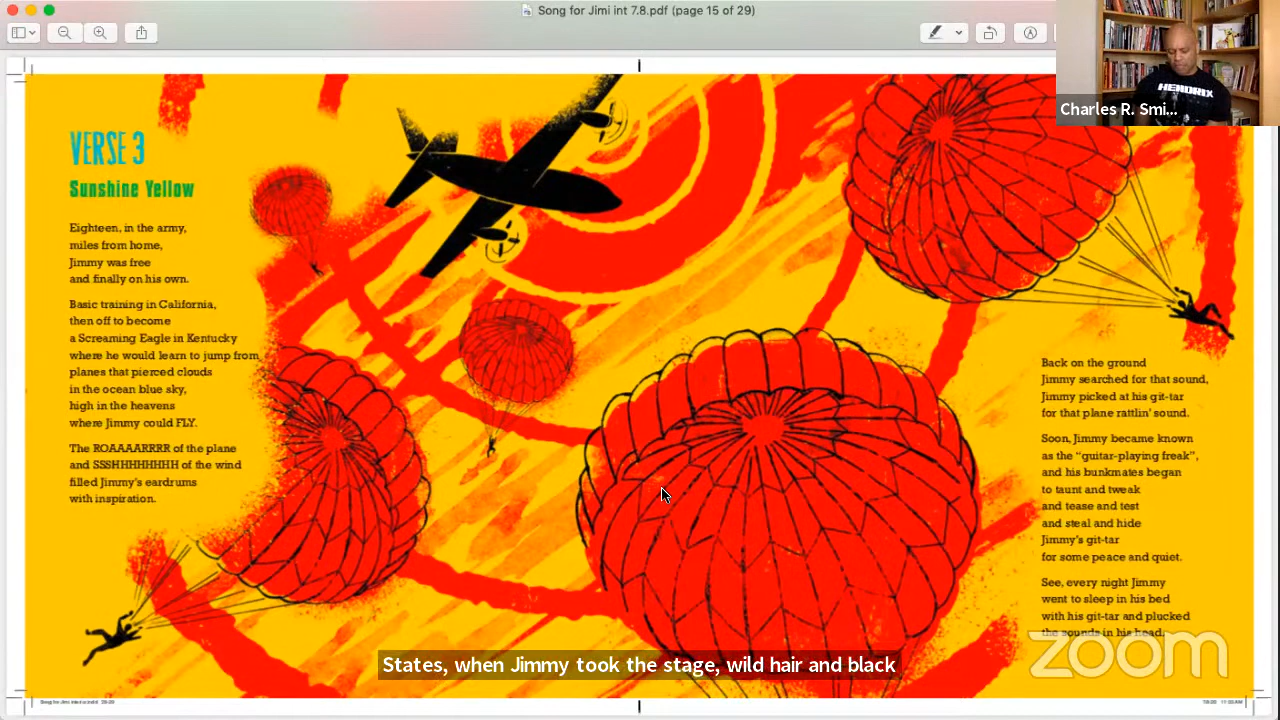 Song for Jimi int 7.8.pdf (page 15 of 29)
HENDRIX
Charles R. Smi...
VERSE 3
Sunshine Yellow
Eighteen, in the army,
miles from home,
Jimmy was free
and finally on his own.
Basic training in California,
then off to become
a Screaming Eagle in Kentucky
where he would learn to jump from
planes that pierced clouds
in the ocean blue sky,
high in the heavens
where Jimmy could FLY.
The ROAAAARRRR of the plane
and SSSHHHHHHHH of the wind
filled Jimmy's eardrums
with inspiration.
Back on the ground
Jimmy searched for that sound,
Jimmy picked at his git-tar
for that plane rattlin' sound.
Soon, Jimmy became known
as the "guitar-playing freak",
and his bunkmates began
to taunt and tweak
and tease and test
and steal and hide
Jimmy's git-tar
for some peace and quiet.
See, every night Jimmy
went to sleep in his bed
with his git-tar and plucked
the sounds in his head.
zoom
States, when Jimmy took the stage, wild hair and black